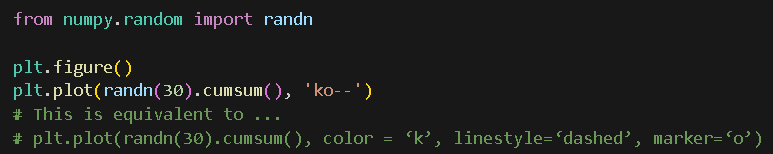 from numpy.random import randn
plt.figure()
plt.plot(randn(30).cumsum(), 'ko--')
# This is equivalent to ...
# plt.plot(randn(30).cumsum(), color = ‘k’, linestyle=‘dashed’, marker=‘o’)